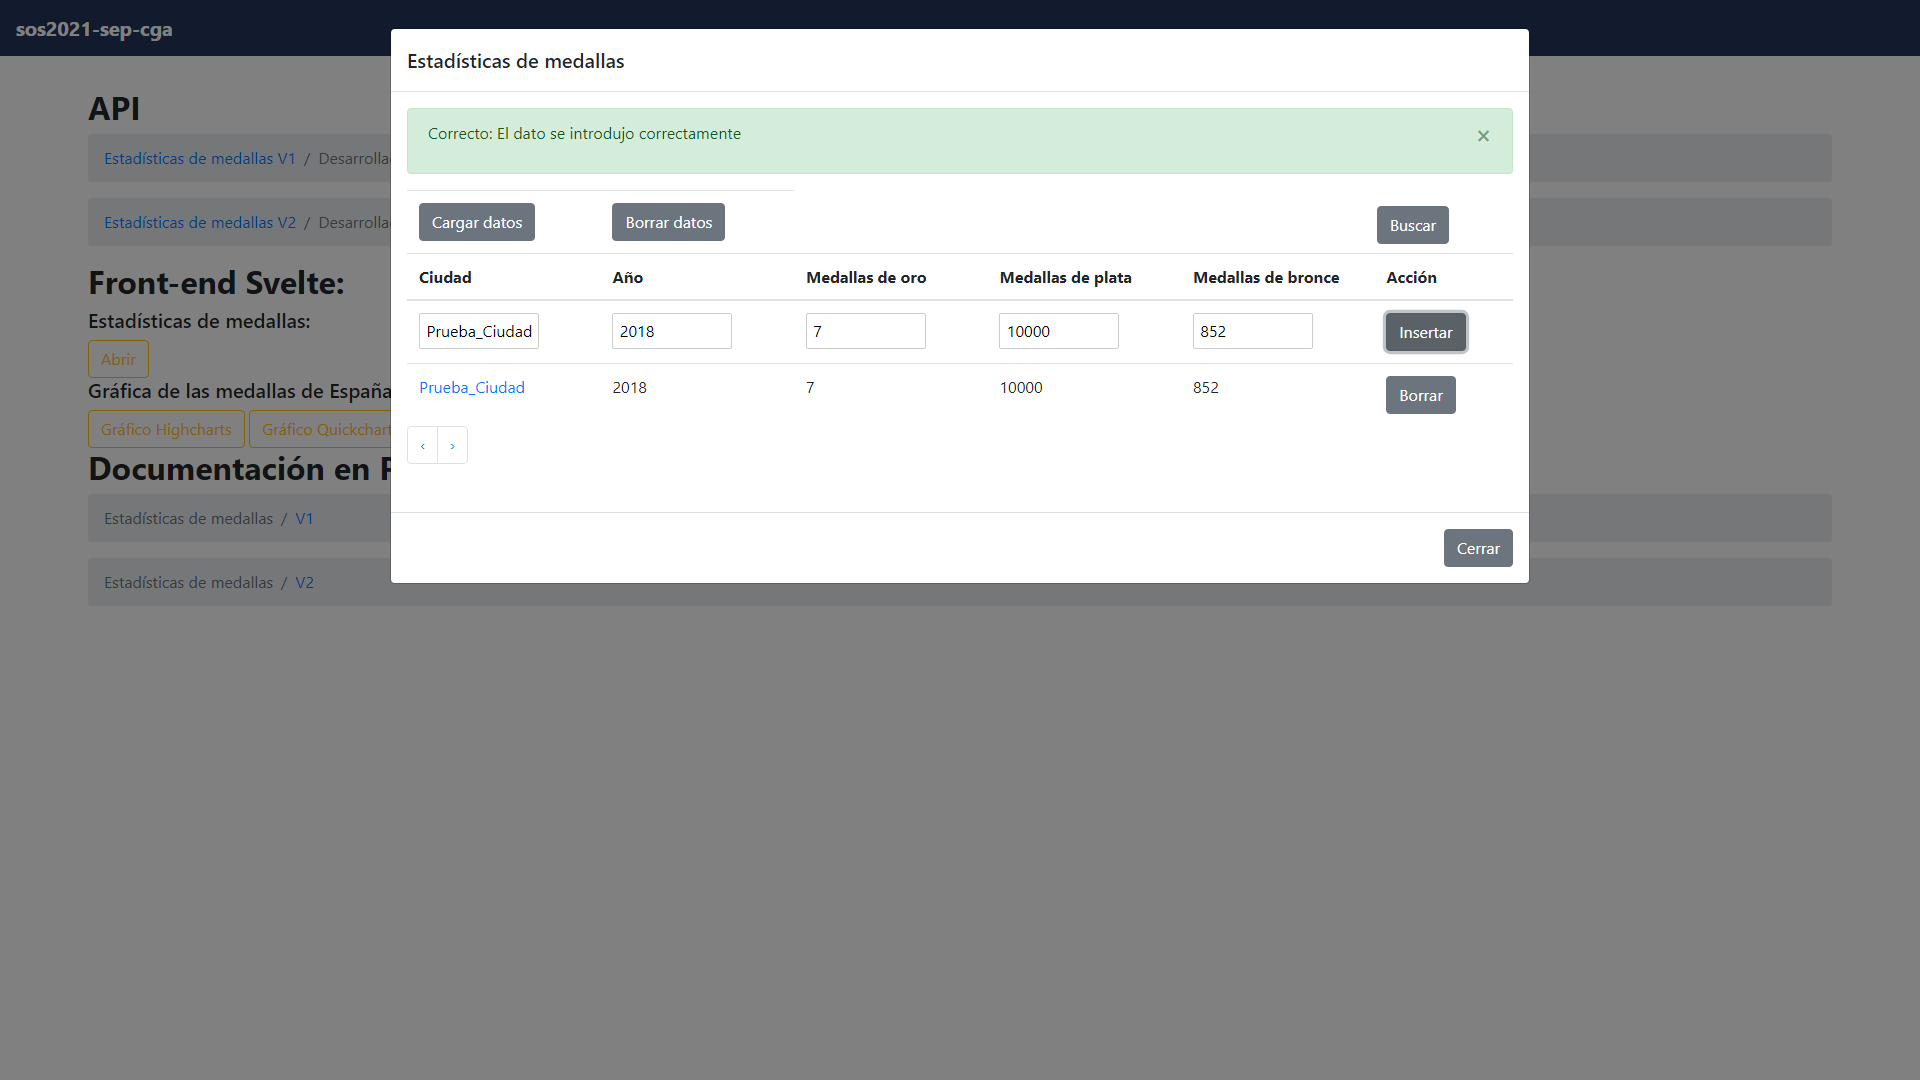 sos2021-sep-cga
Estadísticas de medallas
API
Correcto: El dato se introdujo correctamente
×
Estadísticas de medallas V1 / Desarrolla
Estadísticas de medallas V2 / Desarrolla
Cargar datos Borrar datos Buscar
Front-end Svelte:
Estadísticas de medallas:
Abrir
Gráfica de las medallas de España
Gráfico Highcharts Gráfico Quickchart
Documentación en
Estadísticas de medallas / V1
Estadísticas de medallas / V2
Ciudad Año Medallas de oro Medallas de plata Medallas de bronce Acción
Prueba_Ciudad 2018 7 10000 852 Insertar
Prueba_Ciudad 2018 7 10000 852 Borrar
‹ ›
Cerrar